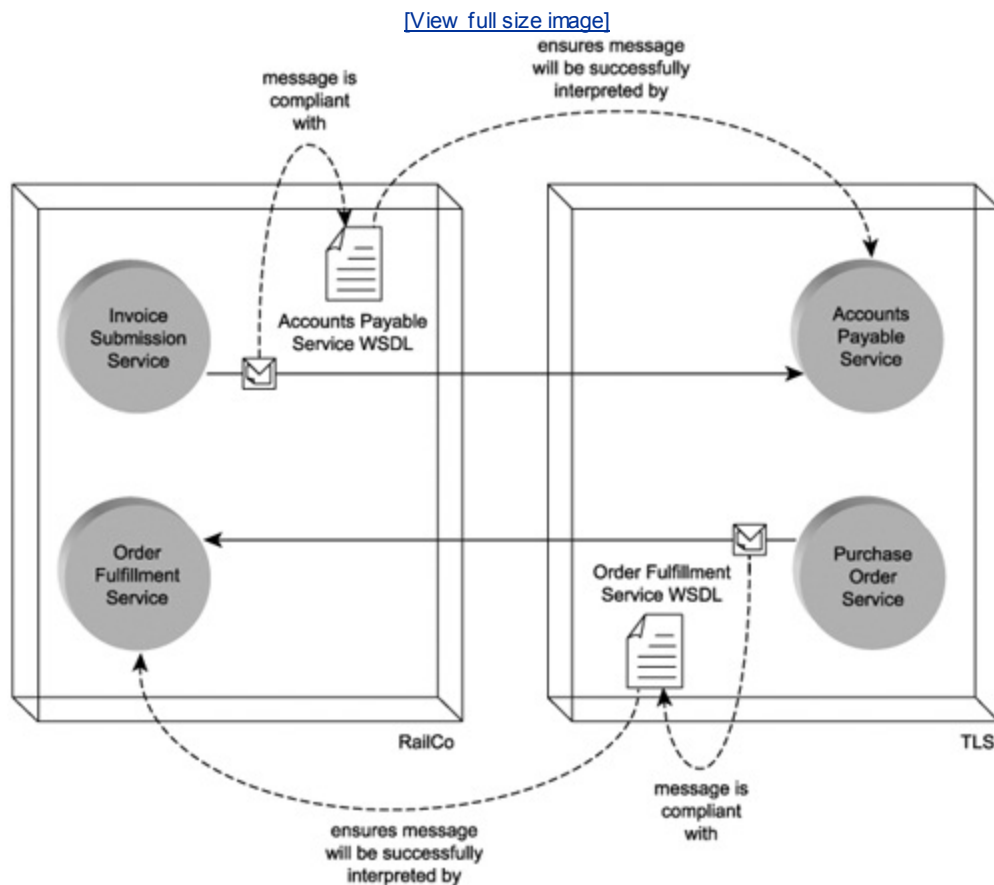 [View full size image]
ensures message
will be successfully
interpreted by
message is
compliant
with
Invoice
Submission
Service
Accounts Payable
Service WSDL
Accounts
Payable
Service
Order
Fulfillment
Service
Order Fulfillment
Service WSDL
Purchase
Order
Service
RailCo
TLS
message is
compliant
with
ensures message
will be successfully
interpreted by